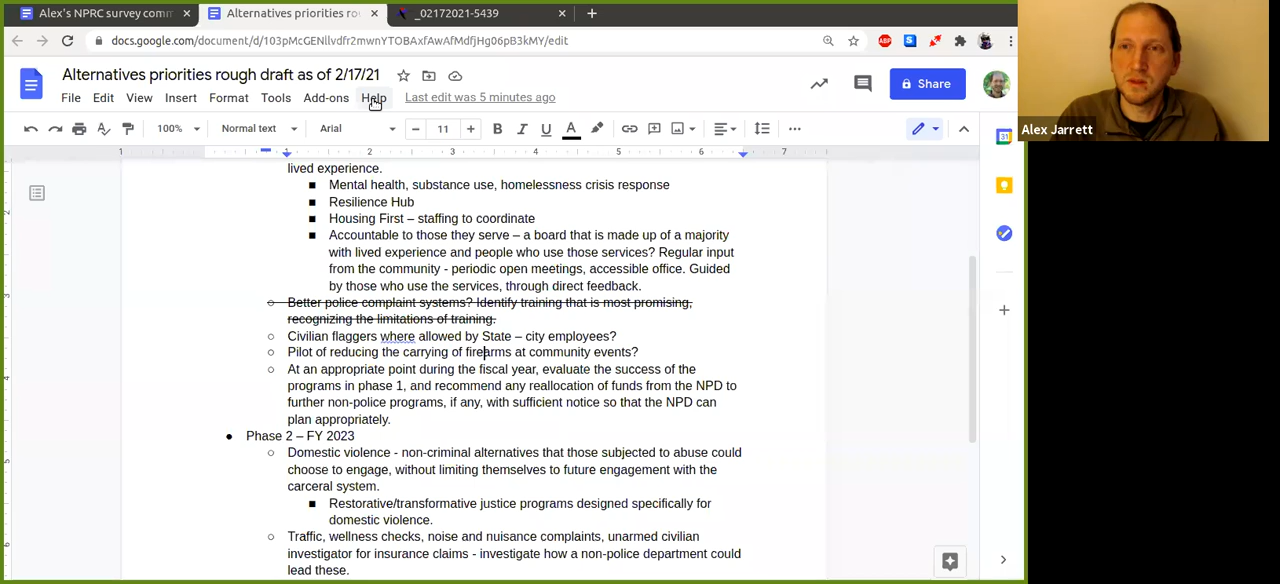 Alex's NPRC survey comm
Alternatives priorities ro
_02172021-5439
docs.google.com/document/d/103pMcGENllvdfr2mwnYTOBAxfAwAfMdfjHg06pB3kMY/edit
ABP
S
Alternatives priorities rough draft as of 2/17/21
Share
File Edit View Insert Format Tools Add-ons Help Last edit was 5 minutes ago
Alex Jarrett
100% Normal text Arial 11 B I U A
31
1 1 2 3 4 5 6 7
lived experience.
■ Mental health, substance use, homelessness crisis response
■ Resilience Hub
■ Housing First – staffing to coordinate
■ Accountable to those they serve – a board that is made up of a majority
with lived experience and people who use those services? Regular input
from the community - periodic open meetings, accessible office. Guided
by those who use the services, through direct feedback.
○ Better police complaint systems? Identify training that is most promising,
recognizing the limitations of training.
○ Civilian flaggers where allowed by State – city employees?
○ Pilot of reducing the carrying of firearms at community events?
○ At an appropriate point during the fiscal year, evaluate the success of the
programs in phase 1, and recommend any reallocation of funds from the NPD to
further non-police programs, if any, with sufficient notice so that the NPD can
plan appropriately.
● Phase 2 – FY 2023
○ Domestic violence - non-criminal alternatives that those subjected to abuse could
choose to engage, without limiting themselves to future engagement with the
carceral system.
■ Restorative/transformative justice programs designed specifically for
domestic violence.
○ Traffic, wellness checks, noise and nuisance complaints, unarmed civilian
investigator for insurance claims - investigate how a non-police department could
lead these.